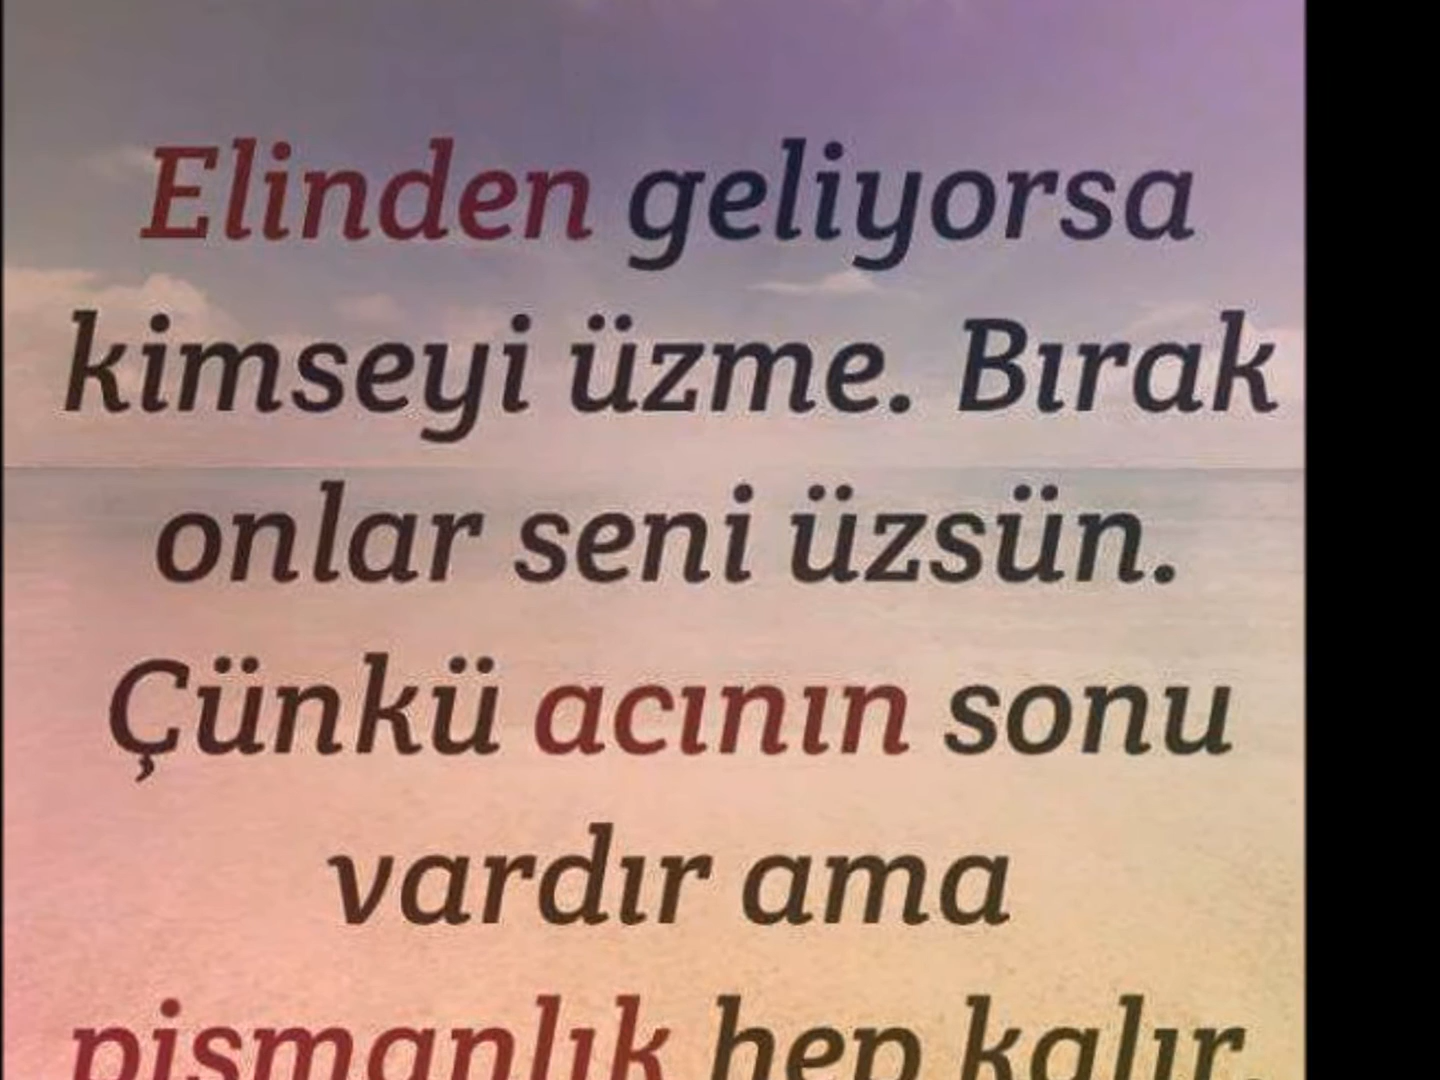 Elinden geliyorsa
kimseyi üzme. Bırak
onlar seni üzsün.
Çünkü acının sonu
vardır ama
pişmanlık hep kalır.